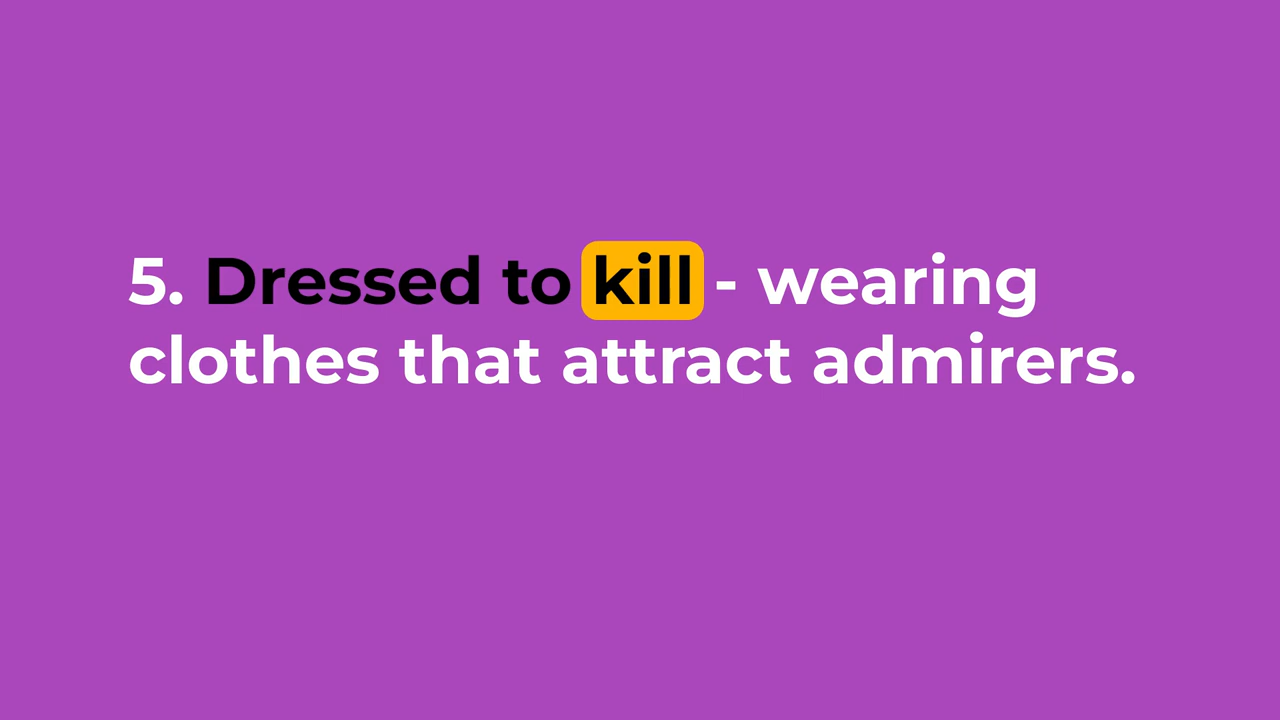 5. Dressed to kill - wearing
clothes that attract admirers.